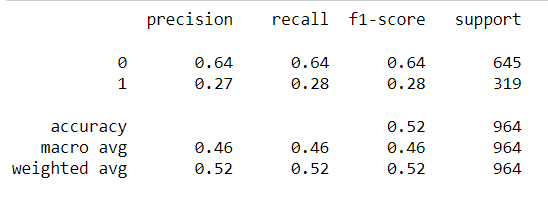 precision recall f1-score support
0 0.64 0.64 0.64 645
1 0.27 0.28 0.28 319
accuracy 0.52 964
macro avg 0.46 0.46 0.46 964
weighted avg 0.52 0.52 0.52 964